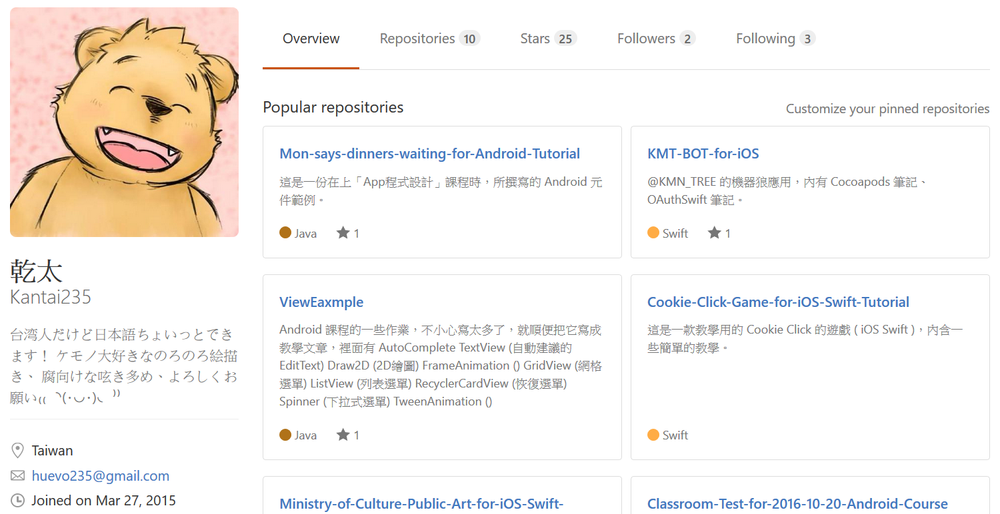 Overview
Repositories 10
Stars 25
Followers 2
Following 3
Popular repositories
Customize your pinned repositories
Mon-says-dinners-waiting-for-Android-Tutorial
這是一份在上「App程式設計」課程時，所撰寫的 Android 元
件範例。
Java 1
KMT-BOT-for-iOS
@KMN_TREE 的機器狼應用，內有 Cocoapods 筆記、
OAuthSwift 筆記。
Swift 1
ViewEaxmple
Android 課程的一些作業，不小心寫太多了，就順便把它寫成
教學文章，裡面有 AutoComplete TextView (自動建議的
EditText) Draw2D (2D繪圖) FrameAnimation () GridView (網格
選單) ListView (列表選單) RecyclerCardView (恢復選單)
Spinner (下拉式選單) TweenAnimation ()
Java 1
Cookie-Click-Game-for-iOS-Swift-Tutorial
這是一款教學用的 Cookie Click 的遊戲 ( iOS Swift )，內含一
些簡單的教學。
Swift
Ministry-of-Culture-Public-Art-for-iOS-Swift-
Classroom-Test-for-2016-10-20-Android-Course
乾太
Kantai235
台湾人だけど日本語ちょいっとでき
ます！ ケモノ大好きなのろのろ絵描
き、 腐向けな呟き多め、よろしくお
願い₍₍ ◝(･◡･)◟ ⁾⁾
Taiwan
huevo235@gmail.com
Joined on Mar 27, 2015